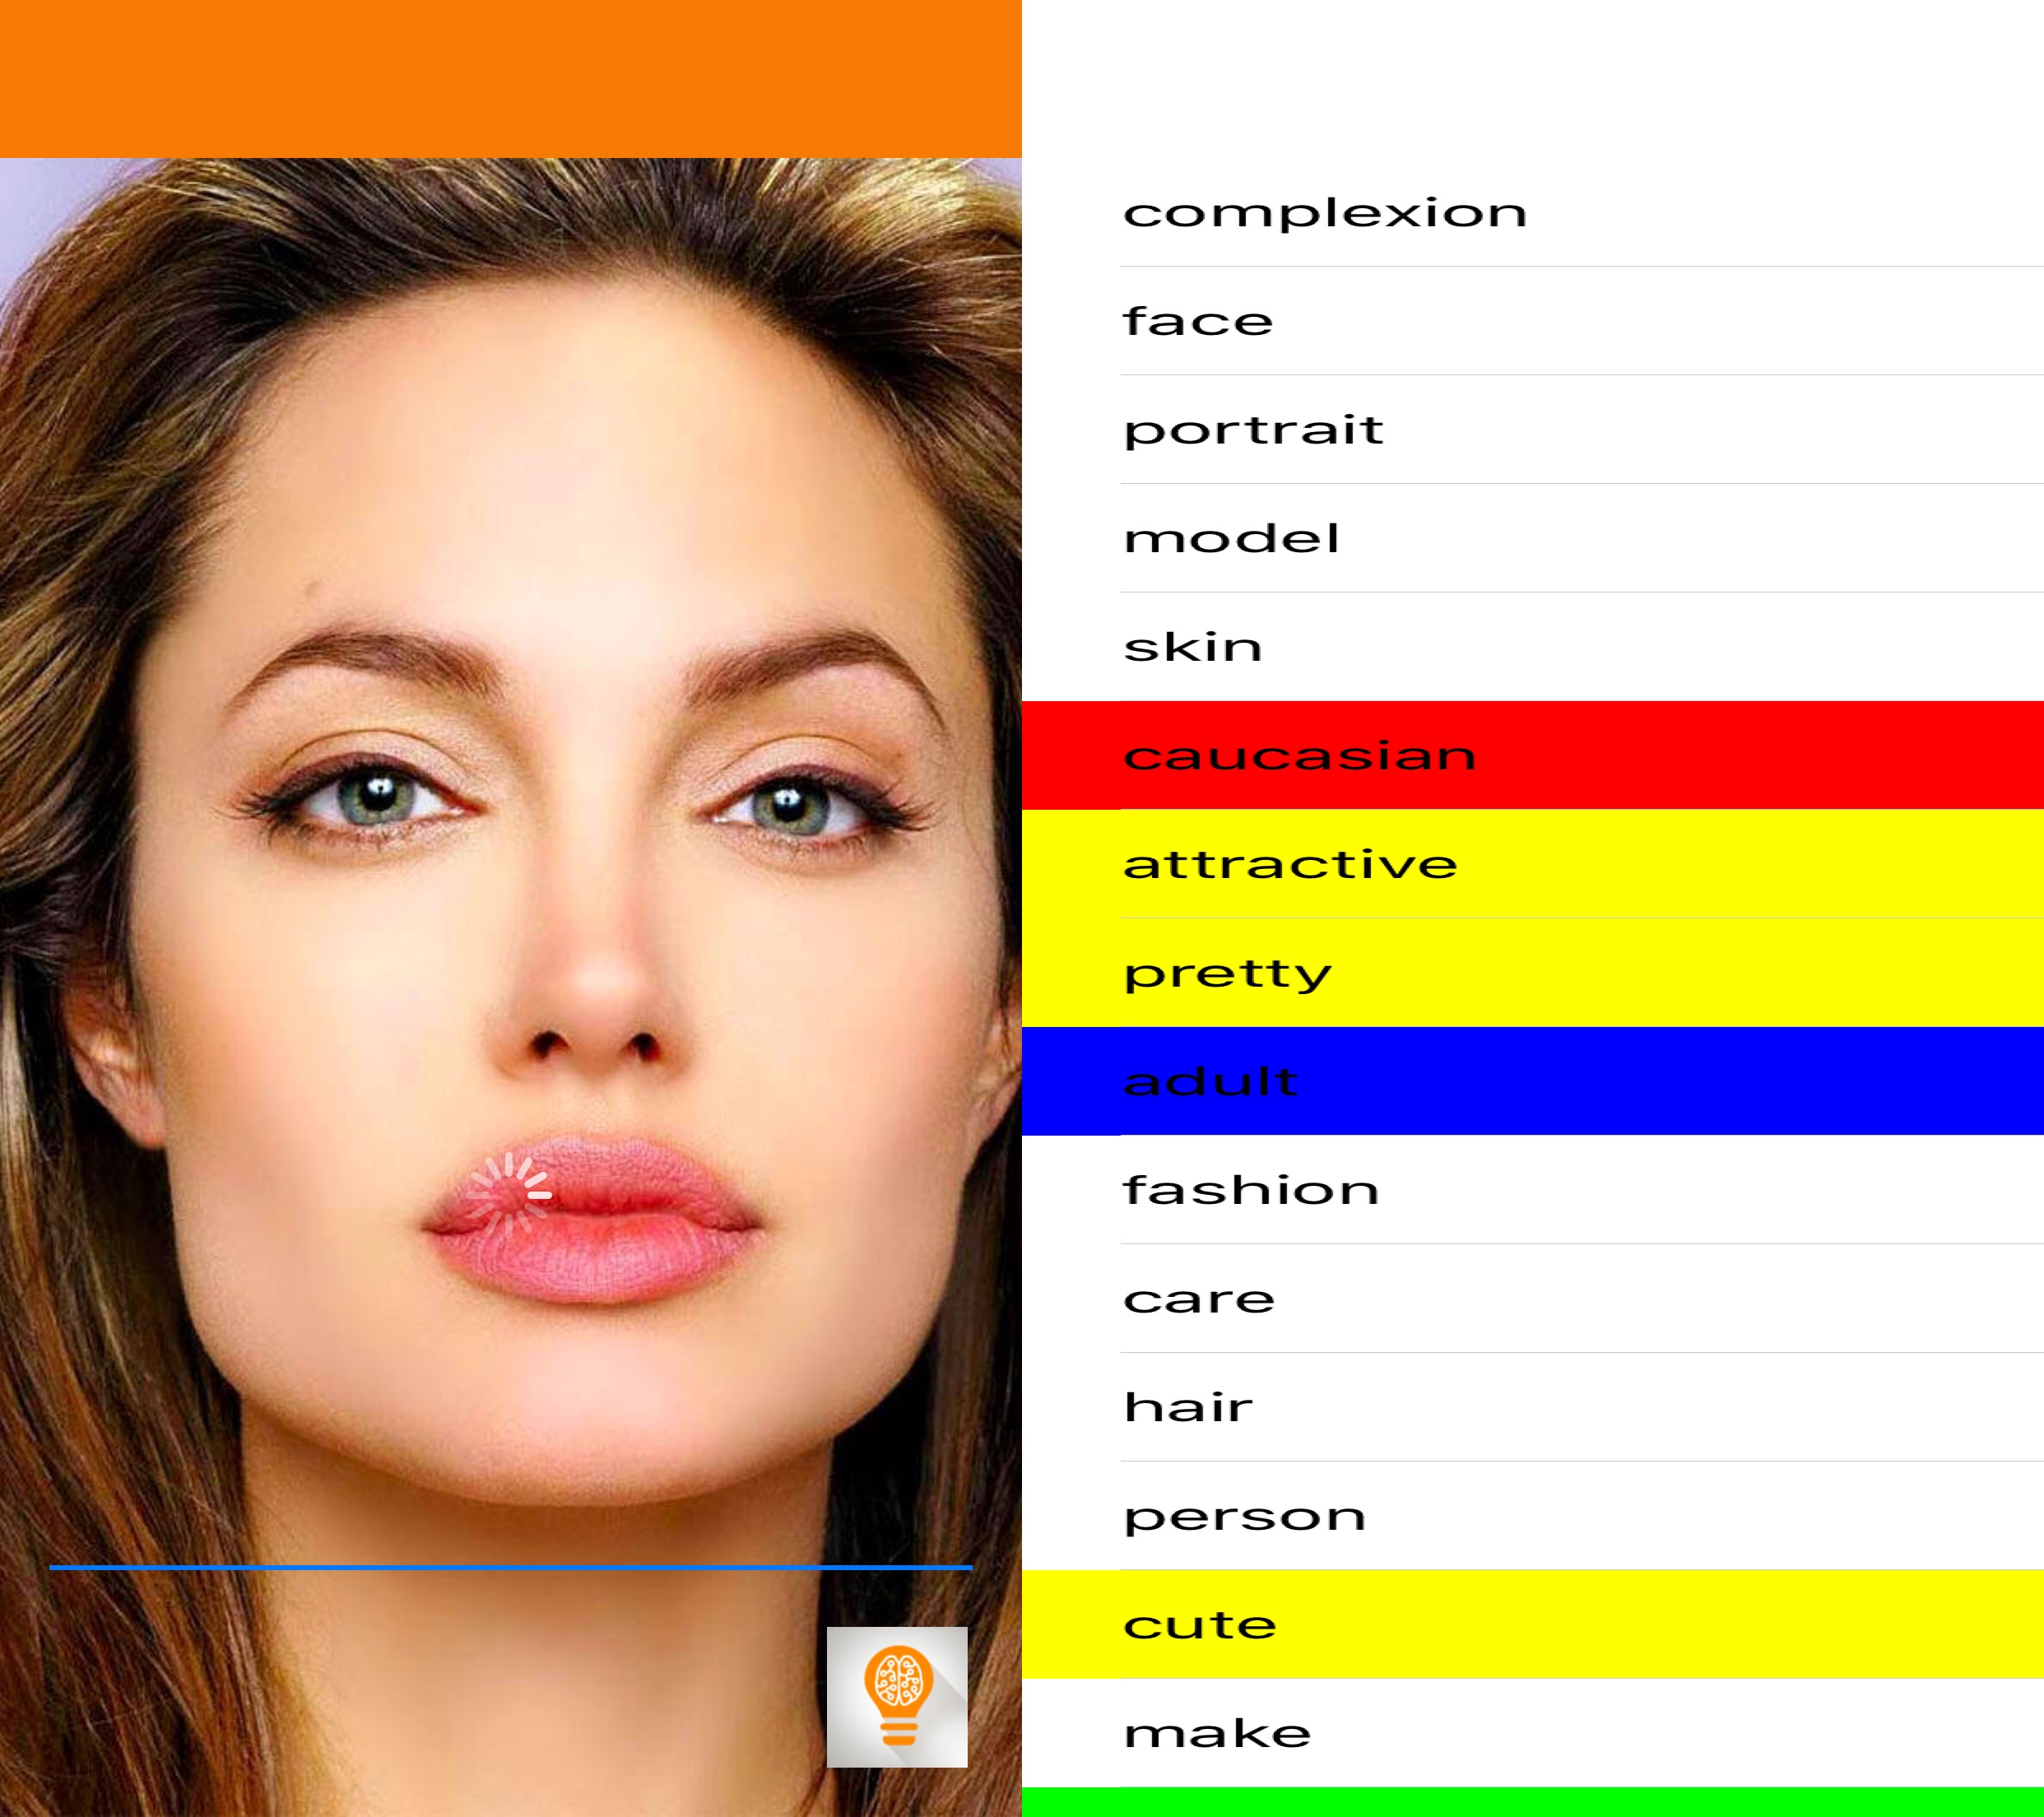 complexion
face
portrait
model
skin
caucasian
attractive
pretty
adult
fashion
care
hair
person
cute
make